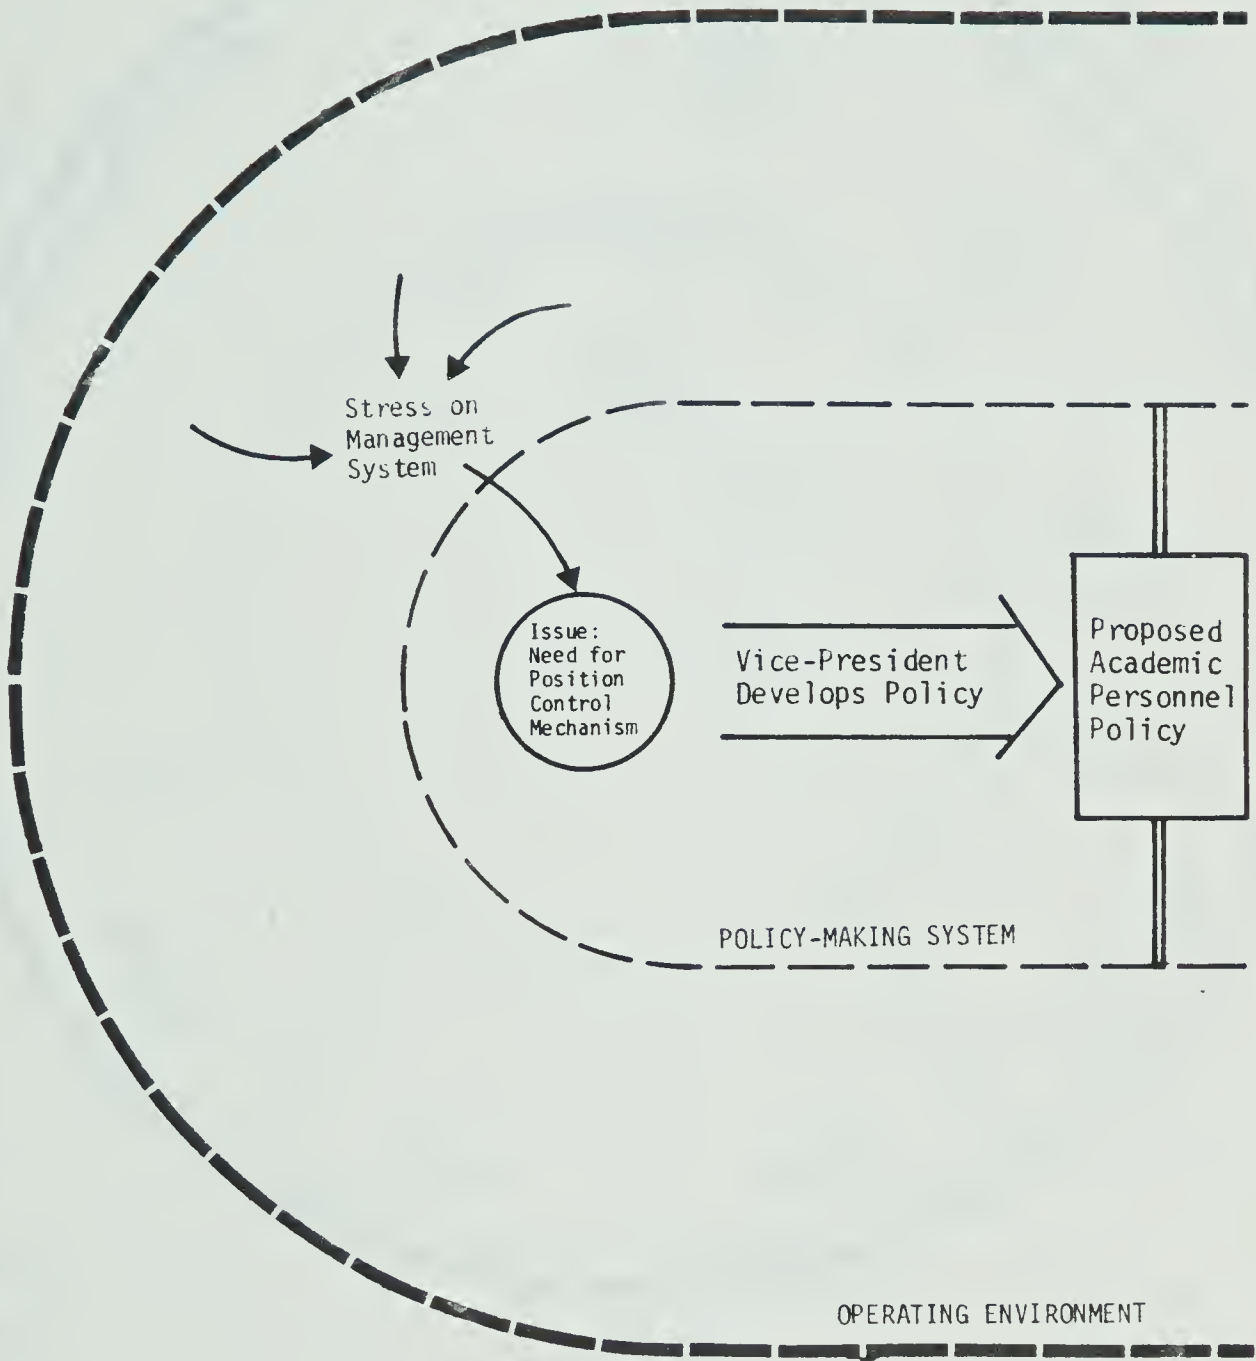 Stress on
Management
System
Issue:
Need for
Position
Control
Mechanism
Vice-President
Develops Policy
Proposed
Academic
Personnel
Policy
POLICY-MAKING SYSTEM
OPERATING ENVIRONMENT